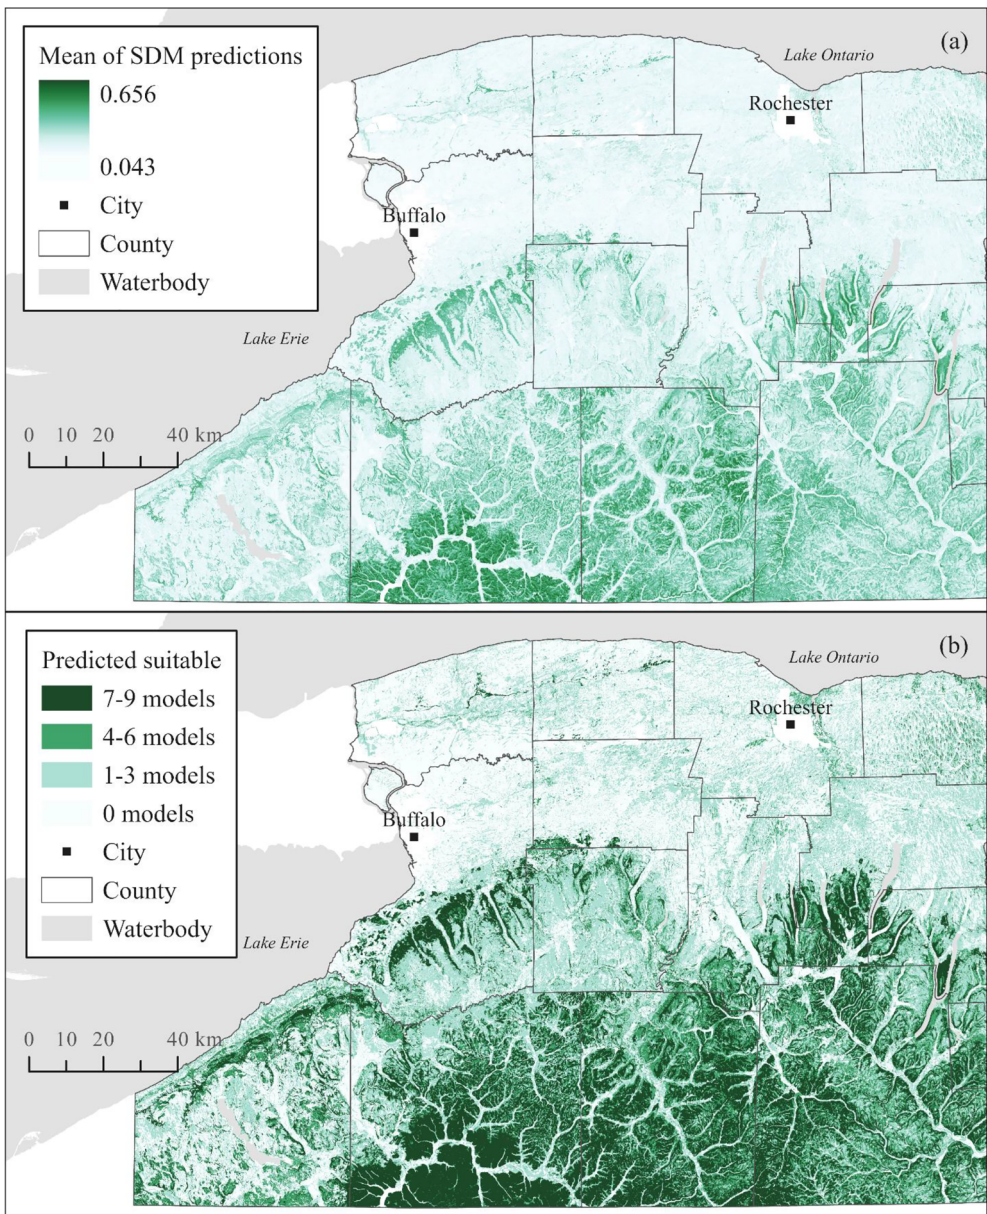 Mean of SDM predictions
0.656
0.043
City
County
Waterbody
(a)
Lake Ontario
Rochester
Buffalo
Lake Erie
0 10 20 40 km
Predicted suitable
7-9 models
4-6 models
1-3 models
0 models
City
County
Waterbody
(b)
Lake Ontario
Rochester
Buffalo
Lake Erie
0 10 20 40 km